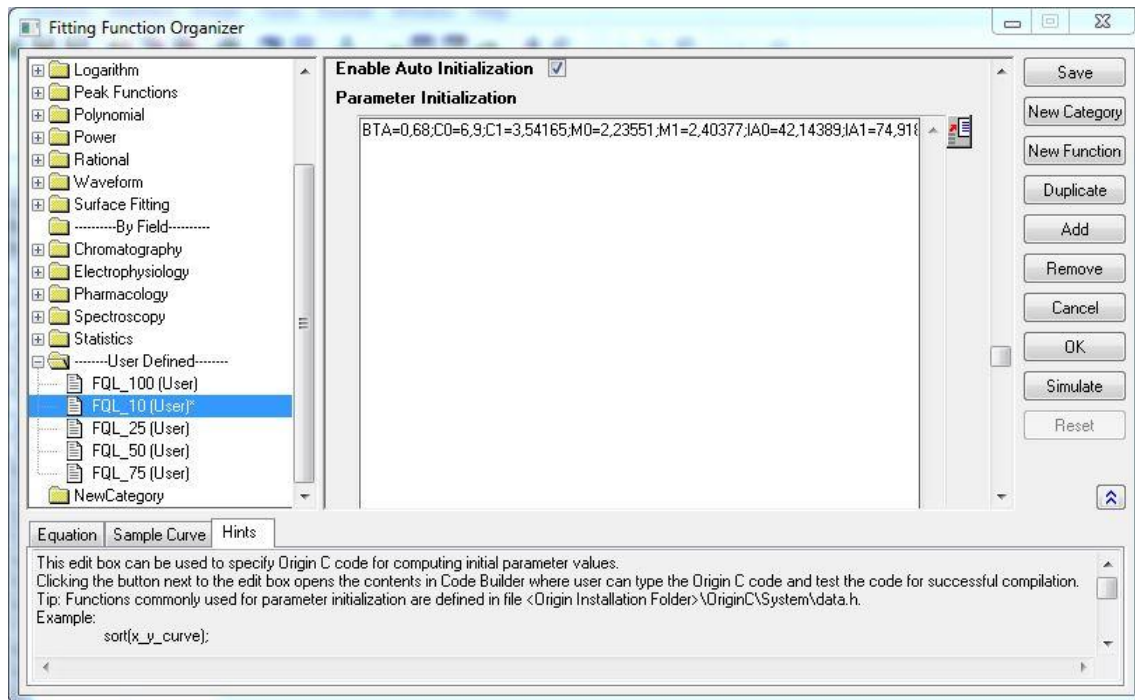 Fitting Function Organizer
Logarithm
Peak Functions
Polynomial
Power
Rational
Waveform
Surface Fitting
---------By Field----------
Chromatography
Electrophysiology
Pharmacology
Spectroscopy
Statistics
-------User Defined-------
FQL_100 (User)
FQL_10 (User)*
FQL_25 (User)
FQL_50 (User)
FQL_75 (User)
NewCategory
Enable Auto Initialization
Parameter Initialization
BTA=0,68;C0=6,9;C1=3,54165;M0=2,23551;M1=2,40377;IA0=42,14389;IA1=74,918
Save
New Category
New Function
Duplicate
Add
Remove
Cancel
OK
Simulate
Reset
Equation
Sample Curve
Hints
This edit box can be used to specify Origin C code for computing initial parameter values.
Clicking the button next to the edit box opens the contents in Code Builder where user can type the Origin C code and test the code for successful compilation.
Tip: Functions commonly used for parameter initialization are defined in file <Origin Installation Folder>\OriginC\System\data.h.
Example:
sort(x_y_curve);